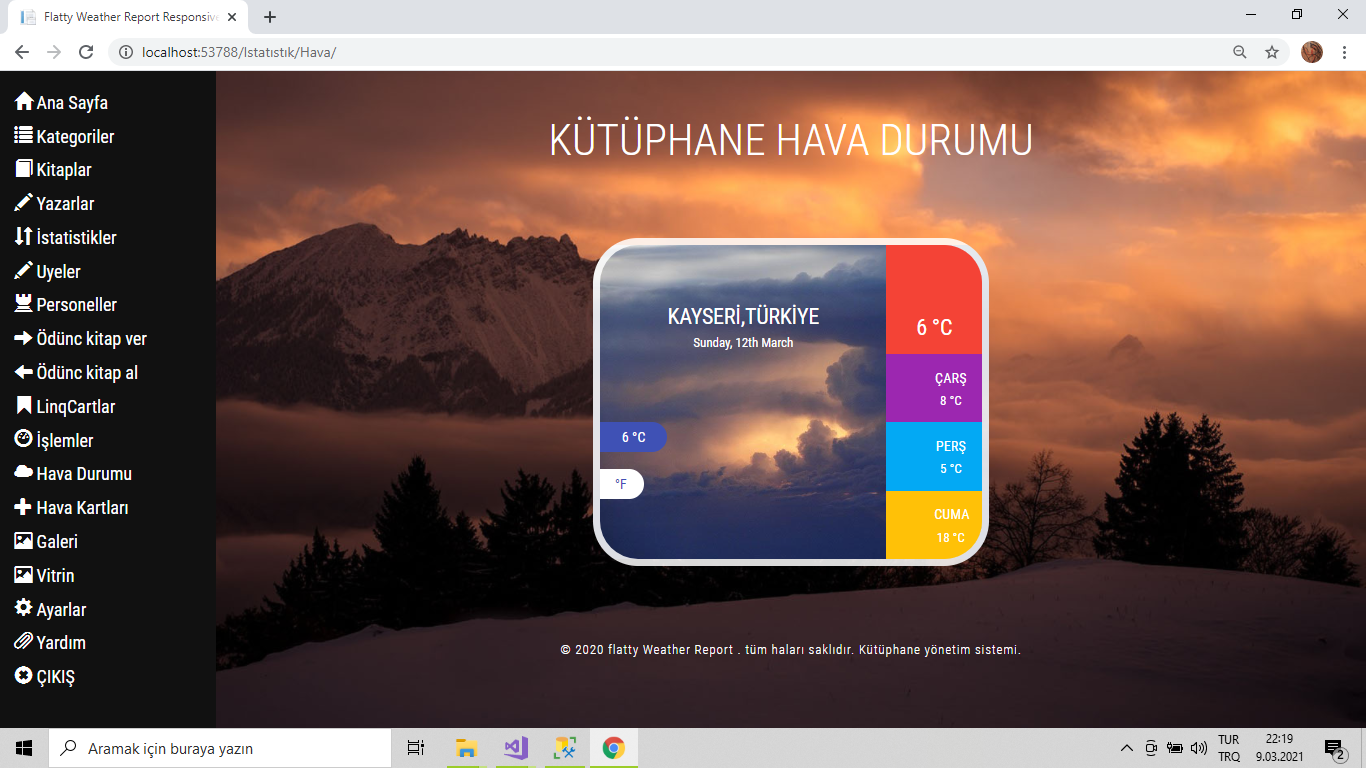 Flatty Weather Report Responsive
localhost:53788/Istatistik/Hava/
Ana Sayfa
Kategoriler
Kitaplar
Yazarlar
İstatistikler
Uyeler
Personeller
Ödünc kitap ver
Ödünc kitap al
LinqCartlar
İşlemler
Hava Durumu
Hava Kartları
Galeri
Vitrin
Ayarlar
Yardım
ÇIKIŞ
KÜTÜPHANE HAVA DURUMU
KAYSERİ,TÜRKİYE
Sunday, 12th March
6 °C
°F
6 °C
ÇARŞ
8 °C
PERŞ
5 °C
CUMA
18 °C
© 2020 flatty Weather Report . tüm haları saklıdır. Kütüphane yönetim sistemi.
Aramak için buraya yazın
TUR
TRQ
22:19
9.03.2021
2